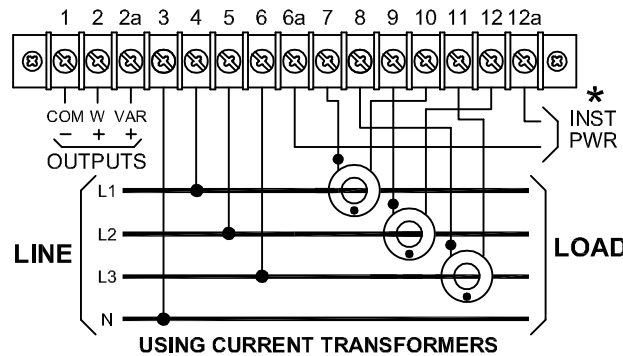 1 2 2a 3 4 5 6 6a 7 8 9 10 11 12 12a
COM W VAR
– + +
OUTPUTS
*
INST
PWR
L1
L2
L3
N
LINE
LOAD
USING CURRENT TRANSFORMERS